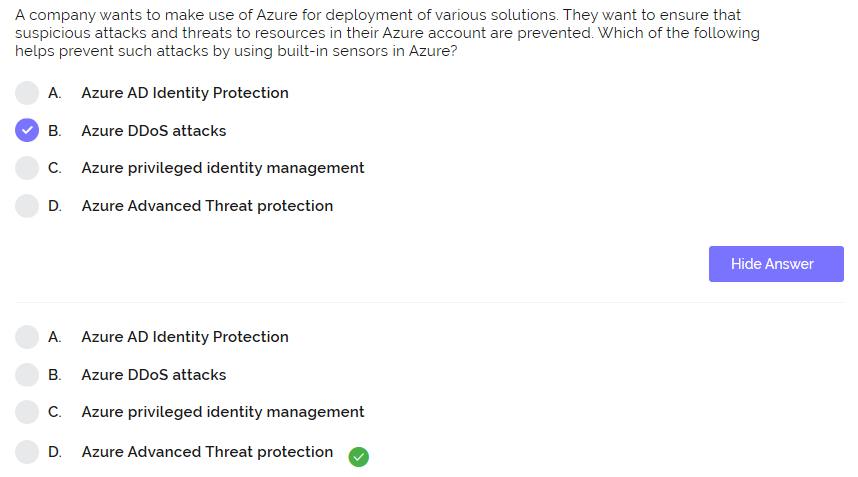 A company wants to make use of Azure for deployment of various solutions. They want to ensure that
suspicious attacks and threats to resources in their Azure account are prevented. Which of the following
helps prevent such attacks by using built-in sensors in Azure?
A. Azure AD Identity Protection
B. Azure DDoS attacks
C. Azure privileged identity management
D. Azure Advanced Threat protection
Hide Answer
A. Azure AD Identity Protection
B. Azure DDoS attacks
C. Azure privileged identity management
D. Azure Advanced Threat protection